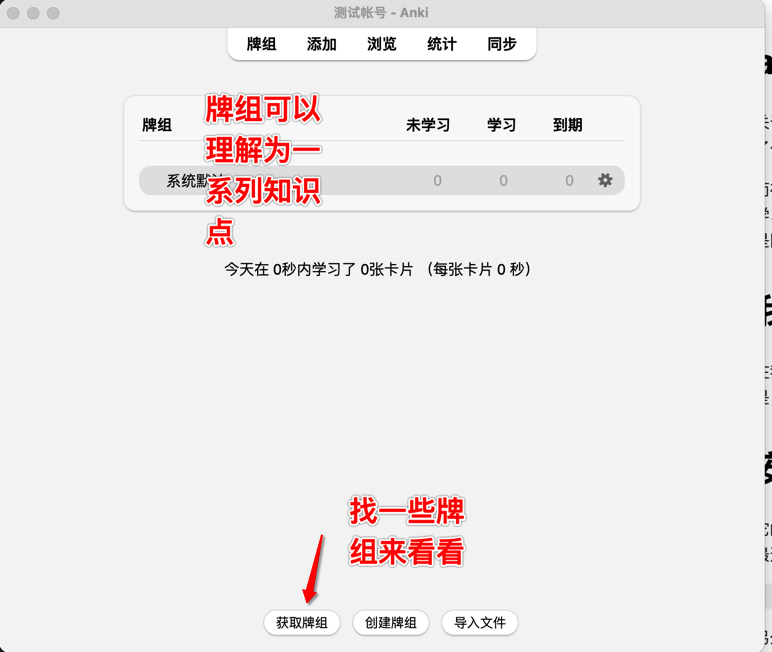 测试帐号 - Anki
牌组 添加 浏览 统计 同步
牌组 未学习 学习 到期
牌组可以
理解为一
系列知识
点
系统默 0 0 0
今天在 0秒内学习了 0张卡片 （每张卡片 0 秒）
找一些牌
组来看看
获取牌组 创建牌组 导入文件